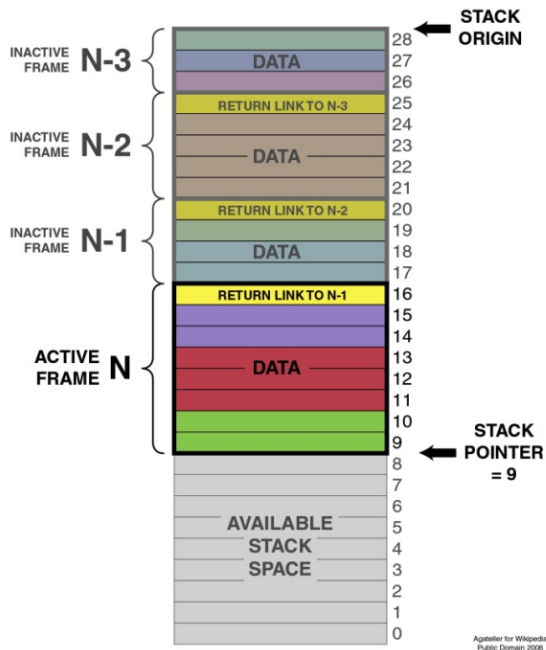 STACK
ORIGIN
INACTIVE
FRAME N-3
DATA
28
27
26
INACTIVE
FRAME N-2
RETURN LINK TO N-3
DATA
25
24
23
22
21
INACTIVE
FRAME N-1
RETURN LINK TO N-2
DATA
20
19
18
17
ACTIVE
FRAME N
RETURN LINK TO N-1
DATA
16
15
14
13
12
11
10
9
STACK
POINTER
= 9
AVAILABLE
STACK
SPACE
8
7
6
5
4
3
2
1
0
Agateller for Wikipedia
Public Domain 2006